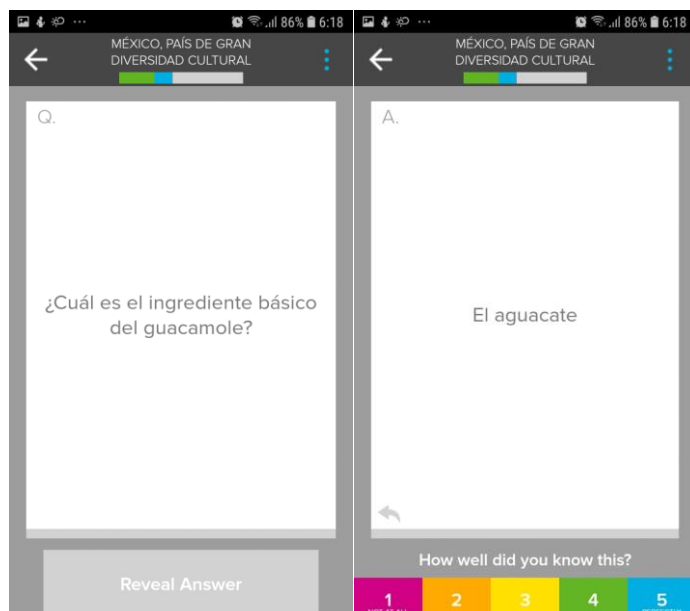 86% 6:18
MÉXICO, PAÍS DE GRAN
DIVERSIDAD CULTURAL
Q.
¿Cuál es el ingrediente básico
del guacamole?
Reveal Answer
86% 6:18
MÉXICO, PAÍS DE GRAN
DIVERSIDAD CULTURAL
A.
El aguacate
How well did you know this?
1 2 3 4 5